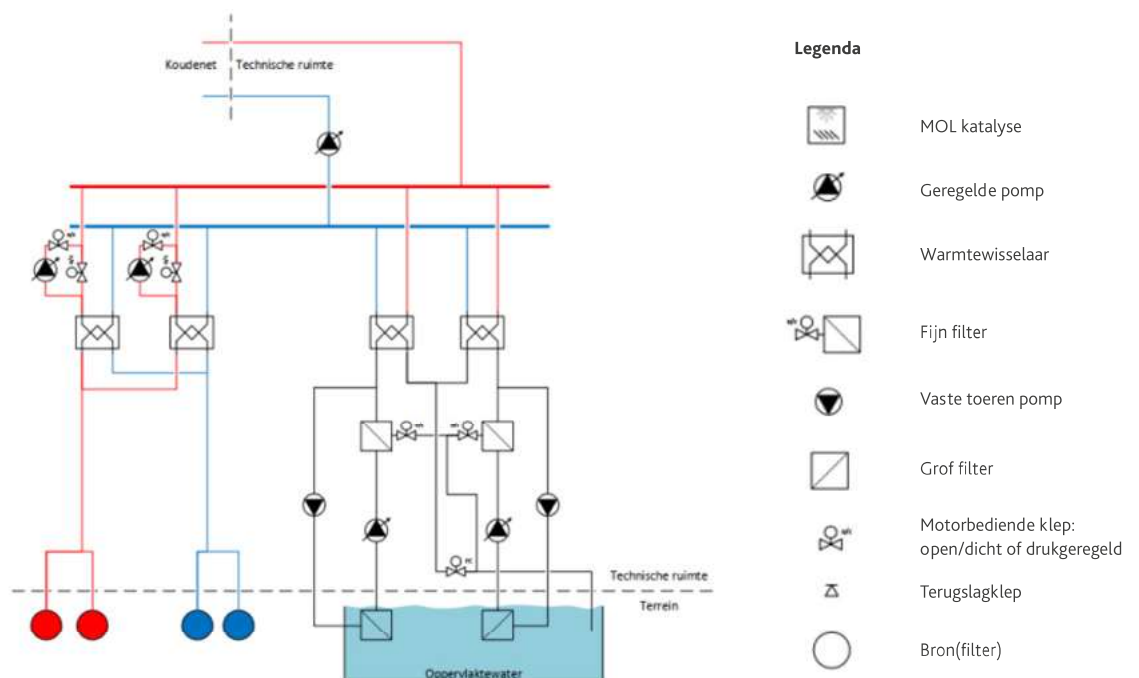 Koudenet
Technische ruimte
Technische ruimte
Terrein
Oppervlaktewater
Legenda
MOL katalyse
Geregelde pomp
Warmtewisselaar
Fijn filter
Vaste toeren pomp
Grof filter
Motorbediende klep:
open/dicht of drukgeregeld
Terugslagklep
Bron(filter)